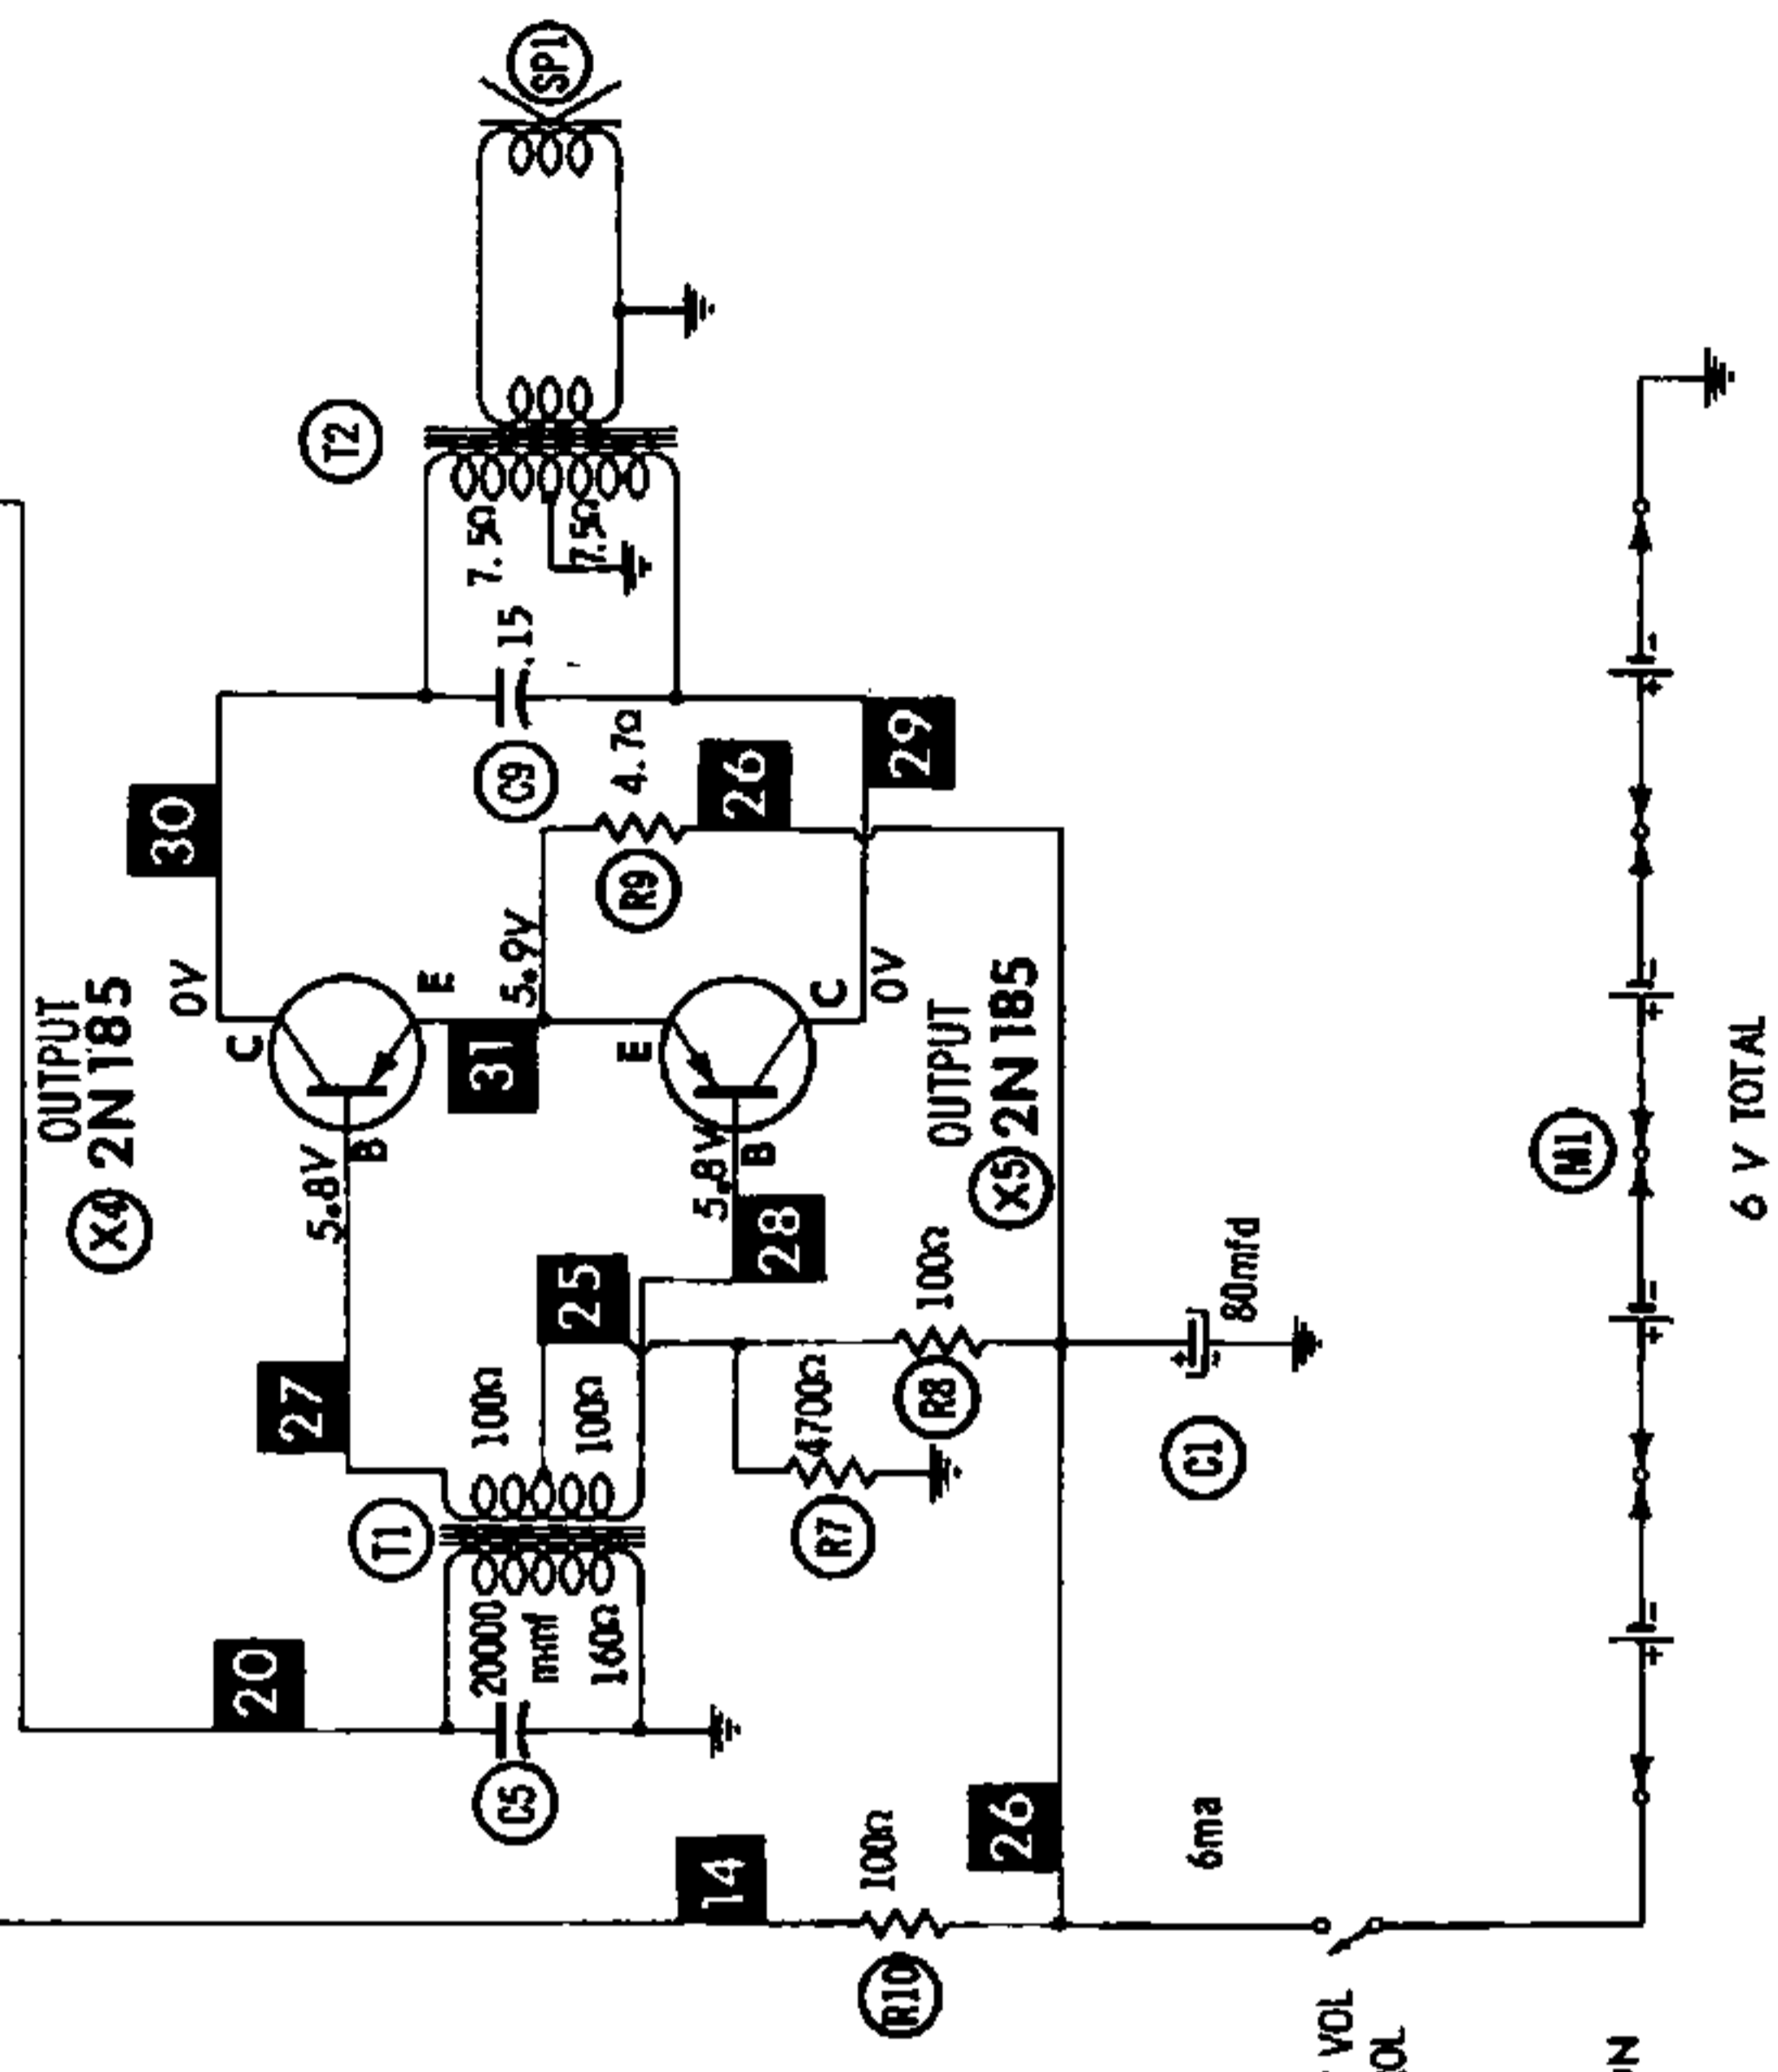 SP1
T2
7.5Ω
7.5Ω
.15
C9
4.7Ω
R9
26
29
30
0V
OUTPUT
2N185
X4
C
E
5.9V
31
E
C
0V
OUTPUT
2N185
X5
B
5.8V
B
5.8V
28
25
27
100Ω
100Ω
100Ω
R8
4700Ω
R7
80mfd
C1
T1
20000
mmf
160Ω
20
C5
14
100Ω
R10
26
6ma
M1
6 V TOTAL
+
-
+
-
+
-
+
-
VOL
OL
N